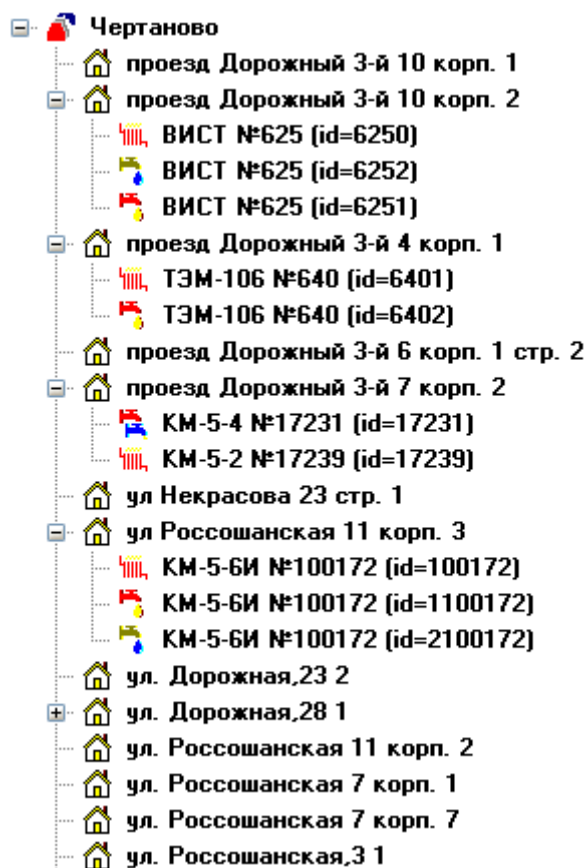 Чертаново
проезд Дорожный 3-й 10 корп. 1
проезд Дорожный 3-й 10 корп. 2
ВИСТ №625 (id=6250)
ВИСТ №625 (id=6252)
ВИСТ №625 (id=6251)
проезд Дорожный 3-й 4 корп. 1
ТЭМ-106 №640 (id=6401)
ТЭМ-106 №640 (id=6402)
проезд Дорожный 3-й 6 корп. 1 стр. 2
проезд Дорожный 3-й 7 корп. 2
КМ-5-4 №17231 (id=17231)
КМ-5-2 №17239 (id=17239)
ул Некрасова 23 стр. 1
ул Россошанская 11 корп. 3
КМ-5-6И №100172 (id=100172)
КМ-5-6И №100172 (id=1100172)
КМ-5-6И №100172 (id=2100172)
ул. Дорожная,23 2
ул. Дорожная,28 1
ул. Россошанская 11 корп. 2
ул. Россошанская 7 корп. 1
ул. Россошанская 7 корп. 7
ул. Россошанская,3 1